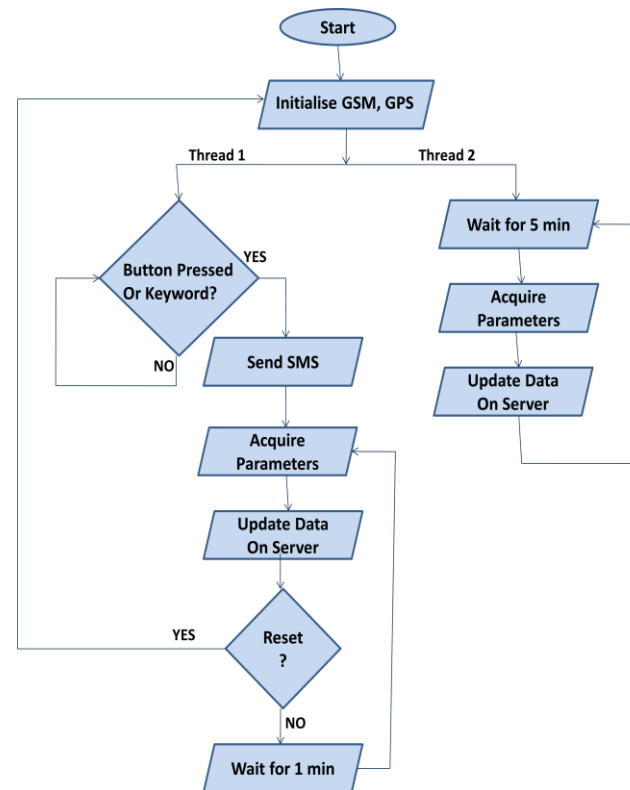 Start
Initialise GSM, GPS
Thread 1
Thread 2
Button Pressed
Or Keyword?
YES
NO
Send SMS
Acquire
Parameters
Update Data
On Server
Reset
?
YES
NO
Wait for 1 min
Wait for 5 min
Acquire
Parameters
Update Data
On Server